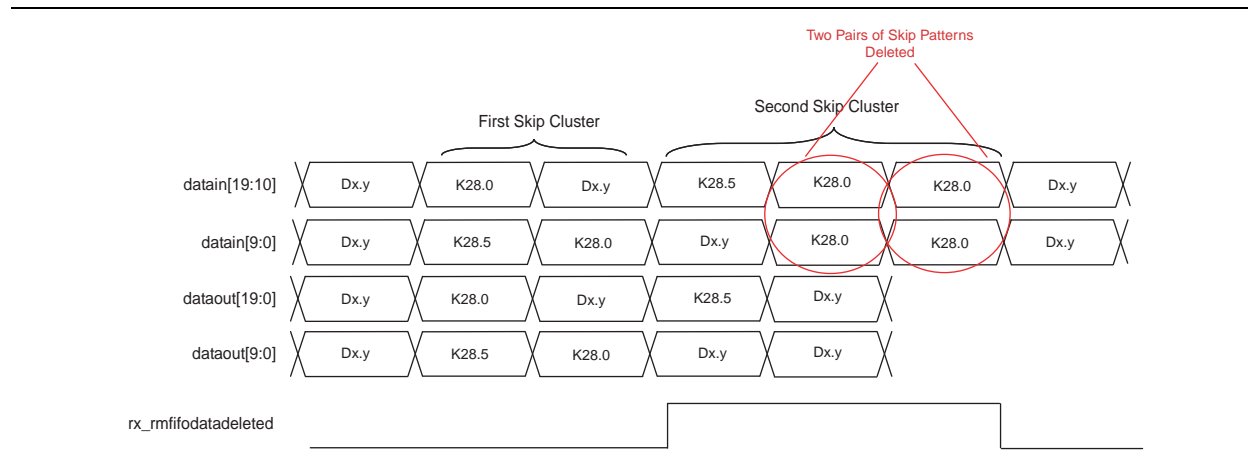 Two Pairs of Skip Patterns
Deleted
Second Skip Cluster
First Skip Cluster
datain[19:10] Dx.y K28.0 Dx.y K28.5 K28.0 K28.0 Dx.y
datain[9:0] Dx.y K28.5 K28.0 Dx.y K28.0 K28.0 Dx.y
dataout[19:0] Dx.y K28.0 Dx.y K28.5 Dx.y
dataout[9:0] Dx.y K28.5 K28.0 Dx.y Dx.y
rx_rmfifodatadeleted